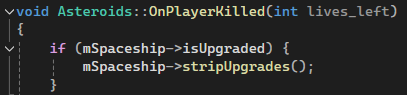 void Asteroids::OnPlayerKilled(int lives_left)
{
if (mSpaceship->isUpgraded) {
mSpaceship->stripUpgrades();
}